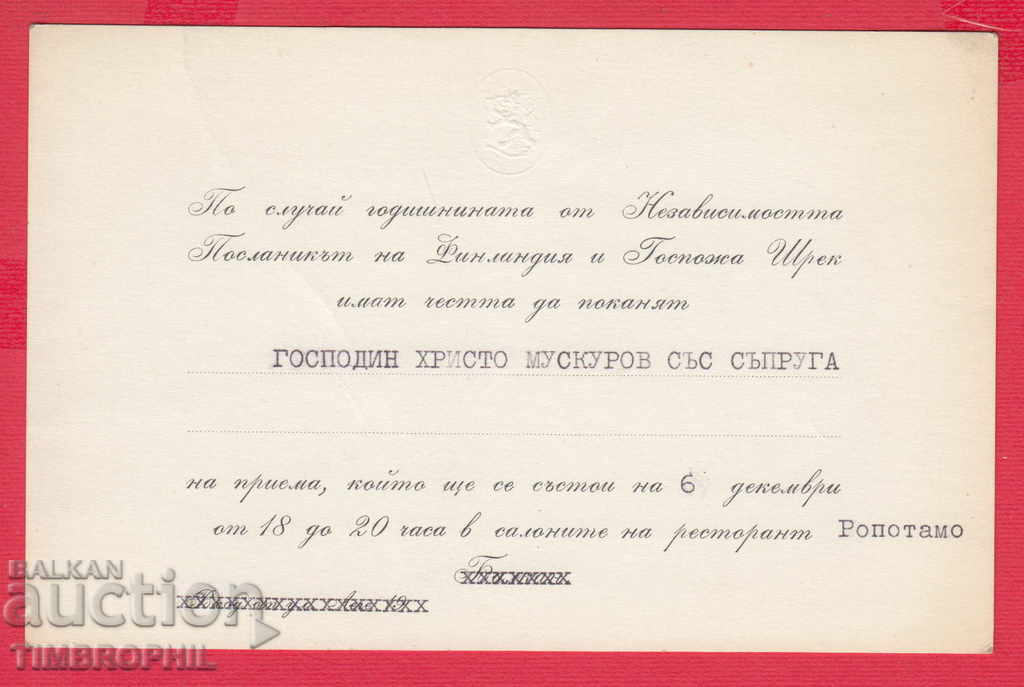 По случай годишнината от Независимостта
Посланикът на Финландия и Госпожа Шрек
имат честта да поканят
ГОСПОДИН ХРИСТО МУСКУРОВ СЪС СЪПРУГА
на приема, който ще се състои на 6 декември
от 18 до 20 часа в салоните на ресторант Ропотамо
BALKAN
auction
TIMBROPHIL